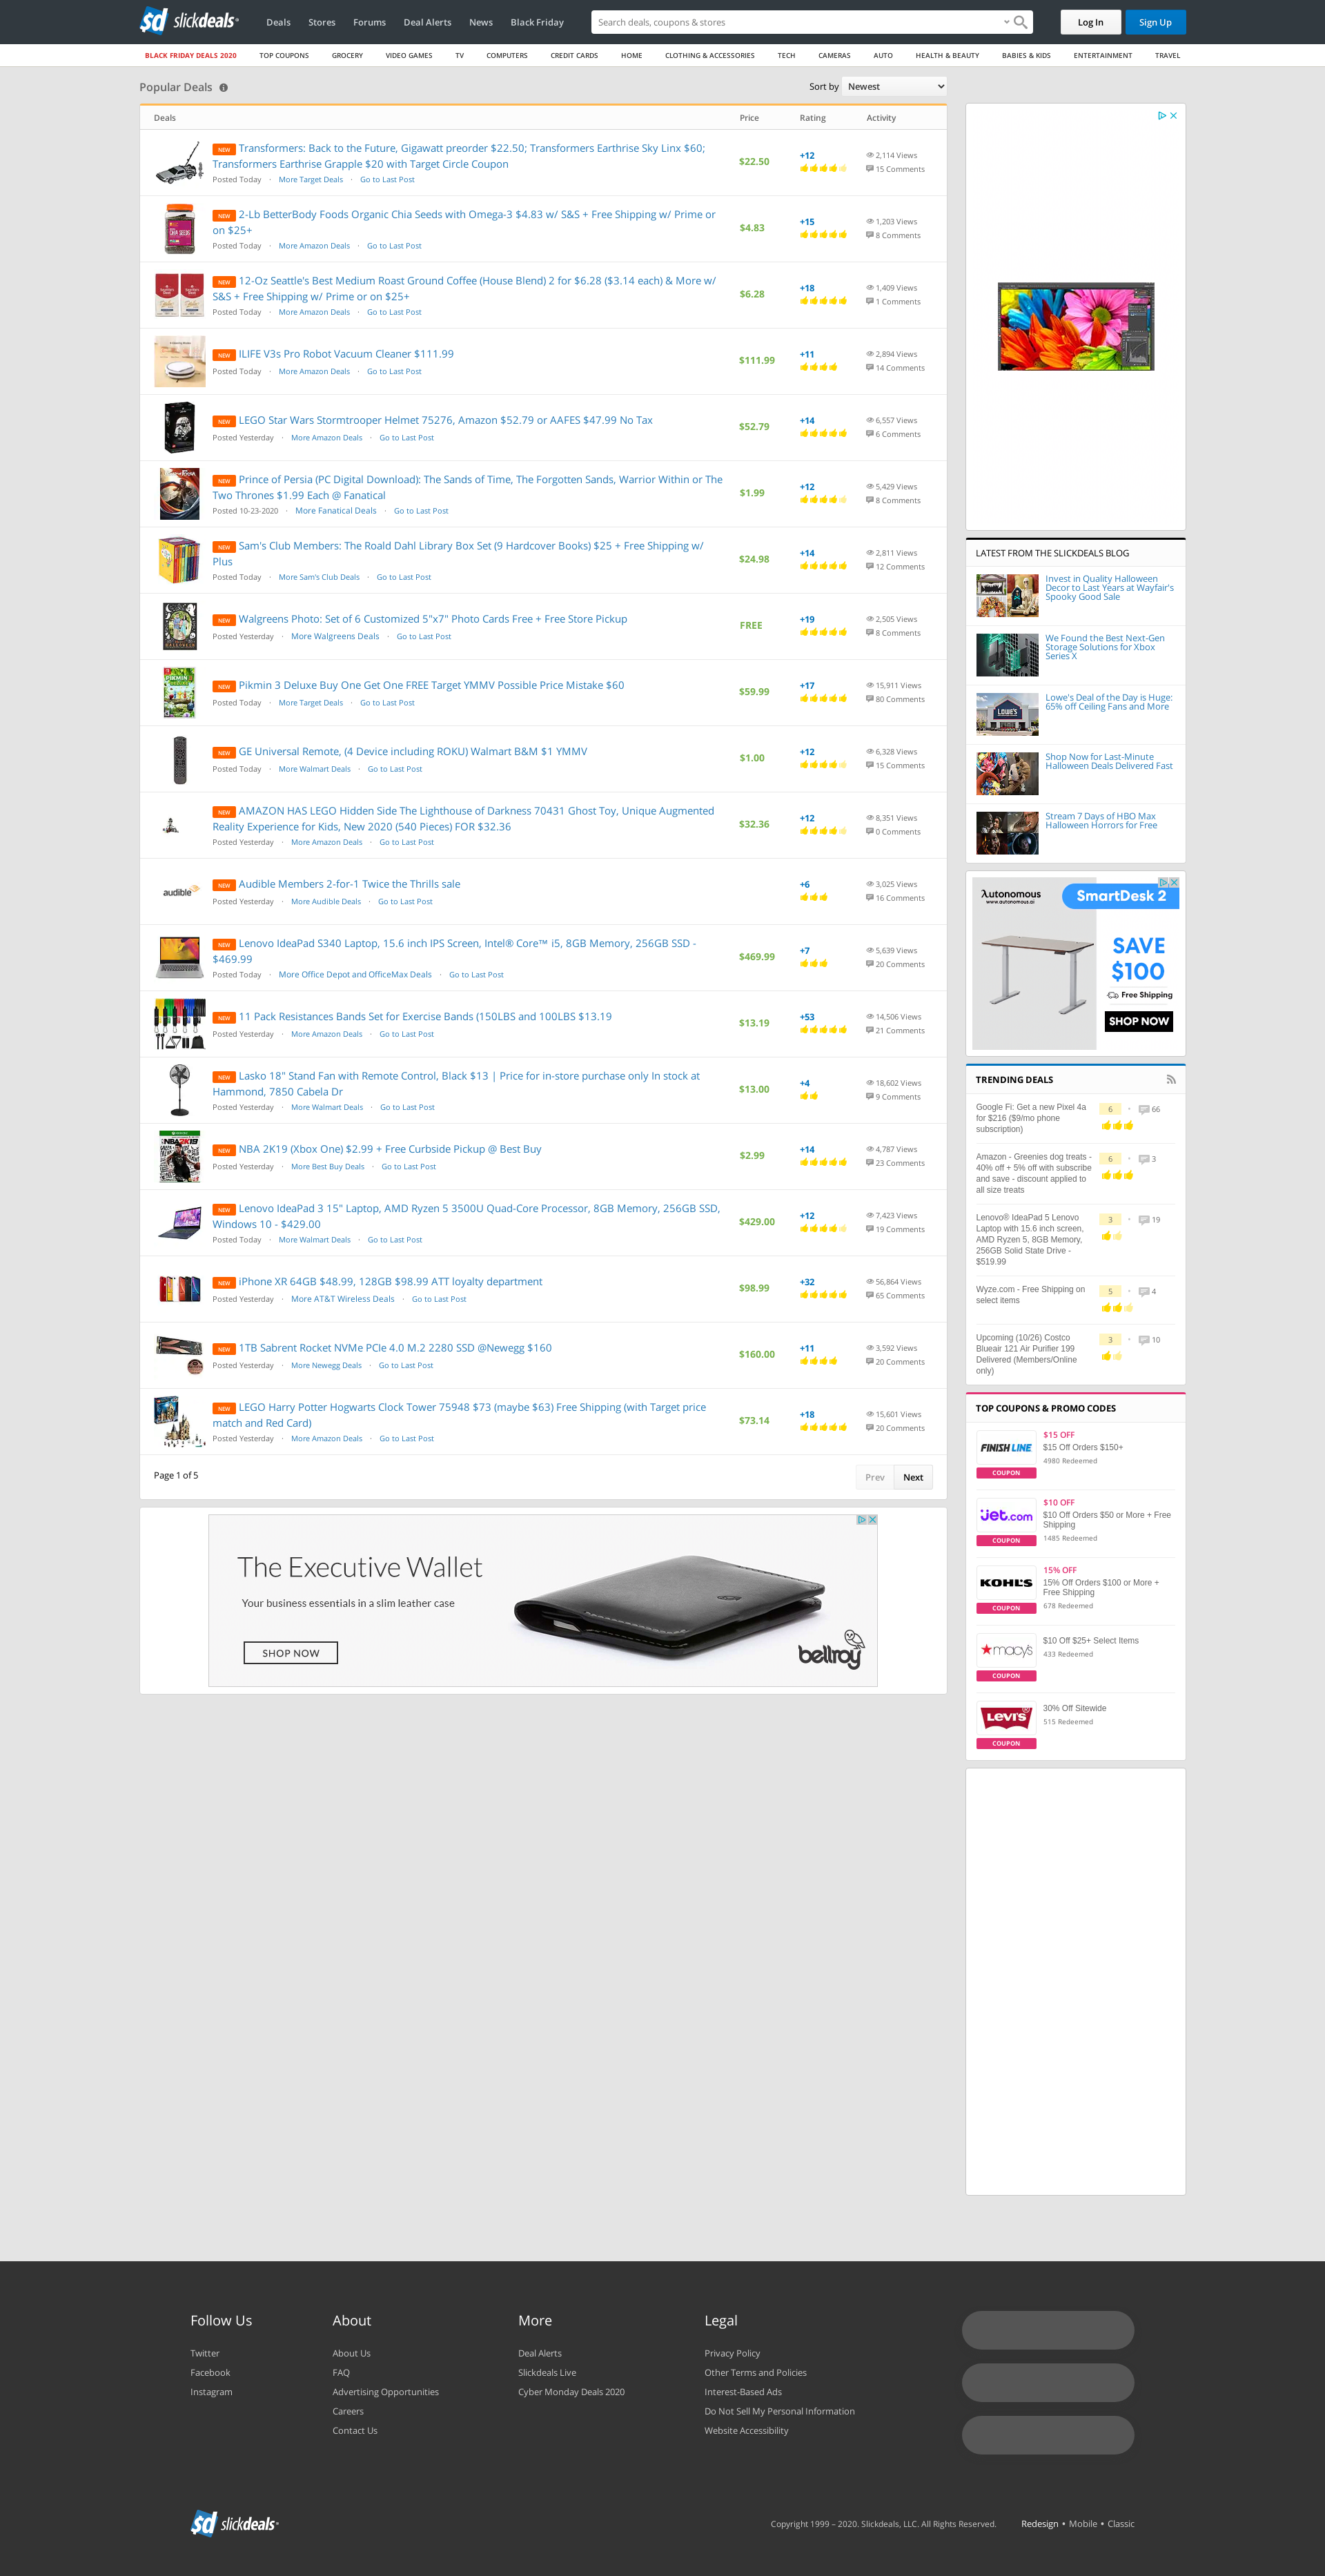 slickdeals
Deals
Stores
Forums
Deal Alerts
News
Black Friday
Search deals, coupons & stores
Log In
Sign Up
BLACK FRIDAY DEALS 2020
TOP COUPONS
GROCERY
VIDEO GAMES
TV
COMPUTERS
CREDIT CARDS
HOME
CLOTHING & ACCESSORIES
TECH
CAMERAS
AUTO
HEALTH & BEAUTY
BABIES & KIDS
ENTERTAINMENT
TRAVEL
Popular Deals
Sort by Newest
Deals Price Rating Activity
NEW Transformers: Back to the Future, Gigawatt preorder $22.50; Transformers Earthrise Sky Linx $60;
Transformers Earthrise Grapple $20 with Target Circle Coupon
Posted Today · More Target Deals · Go to Last Post
$22.50
+12
2,114 Views
15 Comments
NEW 2-Lb BetterBody Foods Organic Chia Seeds with Omega-3 $4.83 w/ S&S + Free Shipping w/ Prime or
on $25+
Posted Today · More Amazon Deals · Go to Last Post
$4.83
+15
1,203 Views
8 Comments
NEW 12-Oz Seattle's Best Medium Roast Ground Coffee (House Blend) 2 for $6.28 ($3.14 each) & More w/
S&S + Free Shipping w/ Prime or on $25+
Posted Today · More Amazon Deals · Go to Last Post
$6.28
+18
1,409 Views
1 Comments
NEW ILIFE V3s Pro Robot Vacuum Cleaner $111.99
Posted Today · More Amazon Deals · Go to Last Post
$111.99
+11
2,894 Views
14 Comments
NEW LEGO Star Wars Stormtrooper Helmet 75276, Amazon $52.79 or AAFES $47.99 No Tax
Posted Yesterday · More Amazon Deals · Go to Last Post
$52.79
+14
6,557 Views
6 Comments
NEW Prince of Persia (PC Digital Download): The Sands of Time, The Forgotten Sands, Warrior Within or The
Two Thrones $1.99 Each @ Fanatical
Posted 10-23-2020 · More Fanatical Deals · Go to Last Post
$1.99
+12
5,429 Views
8 Comments
NEW Sam's Club Members: The Roald Dahl Library Box Set (9 Hardcover Books) $25 + Free Shipping w/
Plus
Posted Today · More Sam's Club Deals · Go to Last Post
$24.98
+14
2,811 Views
12 Comments
NEW Walgreens Photo: Set of 6 Customized 5"x7" Photo Cards Free + Free Store Pickup
Posted Yesterday · More Walgreens Deals · Go to Last Post
FREE
+19
2,505 Views
8 Comments
NEW Pikmin 3 Deluxe Buy One Get One FREE Target YMMV Possible Price Mistake $60
Posted Today · More Target Deals · Go to Last Post
$59.99
+17
15,911 Views
80 Comments
NEW GE Universal Remote, (4 Device including ROKU) Walmart B&M $1 YMMV
Posted Today · More Walmart Deals · Go to Last Post
$1.00
+12
6,328 Views
15 Comments
NEW AMAZON HAS LEGO Hidden Side The Lighthouse of Darkness 70431 Ghost Toy, Unique Augmented
Reality Experience for Kids, New 2020 (540 Pieces) FOR $32.36
Posted Yesterday · More Amazon Deals · Go to Last Post
$32.36
+12
8,351 Views
0 Comments
audible
NEW Audible Members 2-for-1 Twice the Thrills sale
Posted Yesterday · More Audible Deals · Go to Last Post
+6
3,025 Views
16 Comments
NEW Lenovo IdeaPad S340 Laptop, 15.6 inch IPS Screen, Intel® Core™ i5, 8GB Memory, 256GB SSD -
$469.99
Posted Today · More Office Depot and OfficeMax Deals · Go to Last Post
$469.99
+7
5,639 Views
20 Comments
NEW 11 Pack Resistances Bands Set for Exercise Bands (150LBS and 100LBS $13.19
Posted Yesterday · More Amazon Deals · Go to Last Post
$13.19
+53
14,506 Views
21 Comments
NEW Lasko 18" Stand Fan with Remote Control, Black $13 | Price for in-store purchase only In stock at
Hammond, 7850 Cabela Dr
Posted Yesterday · More Walmart Deals · Go to Last Post
$13.00
+4
18,602 Views
9 Comments
NEW NBA 2K19 (Xbox One) $2.99 + Free Curbside Pickup @ Best Buy
Posted Yesterday · More Best Buy Deals · Go to Last Post
$2.99
+14
4,787 Views
23 Comments
NEW Lenovo IdeaPad 3 15" Laptop, AMD Ryzen 5 3500U Quad-Core Processor, 8GB Memory, 256GB SSD,
Windows 10 - $429.00
Posted Today · More Walmart Deals · Go to Last Post
$429.00
+12
7,423 Views
19 Comments
NEW iPhone XR 64GB $48.99, 128GB $98.99 ATT loyalty department
Posted Yesterday · More AT&T Wireless Deals · Go to Last Post
$98.99
+32
56,864 Views
65 Comments
NEW 1TB Sabrent Rocket NVMe PCIe 4.0 M.2 2280 SSD @Newegg $160
Posted Yesterday · More Newegg Deals · Go to Last Post
$160.00
+11
3,592 Views
20 Comments
NEW LEGO Harry Potter Hogwarts Clock Tower 75948 $73 (maybe $63) Free Shipping (with Target price
match and Red Card)
Posted Yesterday · More Amazon Deals · Go to Last Post
$73.14
+18
15,601 Views
20 Comments
Page 1 of 5
Prev
Next
The Executive Wallet
Your business essentials in a slim leather case
SHOP NOW
bellroy
LATEST FROM THE SLICKDEALS BLOG
Invest in Quality Halloween
Decor to Last Years at Wayfair's
Spooky Good Sale
We Found the Best Next-Gen
Storage Solutions for Xbox
Series X
LOWE'S
Lowe's Deal of the Day is Huge:
65% off Ceiling Fans and More
Shop Now for Last-Minute
Halloween Deals Delivered Fast
Stream 7 Days of HBO Max
Halloween Horrors for Free
Autonomous
www.autonomous.ai
SmartDesk 2
SAVE
$100
Free Shipping
SHOP NOW
TRENDING DEALS
Google Fi: Get a new Pixel 4a
for $216 ($9/mo phone
subscription)
6 • 66
Amazon - Greenies dog treats -
40% off + 5% off with subscribe
and save - discount applied to
all size treats
6 • 3
Lenovo® IdeaPad 5 Lenovo
Laptop with 15.6 inch screen,
AMD Ryzen 5, 8GB Memory,
256GB Solid State Drive -
$519.99
3 • 19
Wyze.com - Free Shipping on
select items
5 • 4
Upcoming (10/26) Costco
Blueair 121 Air Purifier 199
Delivered (Members/Online
only)
3 • 10
TOP COUPONS & PROMO CODES
FINISH LINE
COUPON
$15 OFF
$15 Off Orders $150+
4980 Redeemed
jet.com
COUPON
$10 OFF
$10 Off Orders $50 or More + Free
Shipping
1485 Redeemed
KOHL'S
COUPON
15% OFF
15% Off Orders $100 or More +
Free Shipping
678 Redeemed
macy's
COUPON
$10 Off $25+ Select Items
433 Redeemed
LEVI'S
COUPON
30% Off Sitewide
515 Redeemed
Follow Us
Twitter
Facebook
Instagram
About
About Us
FAQ
Advertising Opportunities
Careers
Contact Us
More
Deal Alerts
Slickdeals Live
Cyber Monday Deals 2020
Legal
Privacy Policy
Other Terms and Policies
Interest-Based Ads
Do Not Sell My Personal Information
Website Accessibility
slickdeals
Copyright 1999 – 2020. Slickdeals, LLC. All Rights Reserved.
Redesign • Mobile • Classic